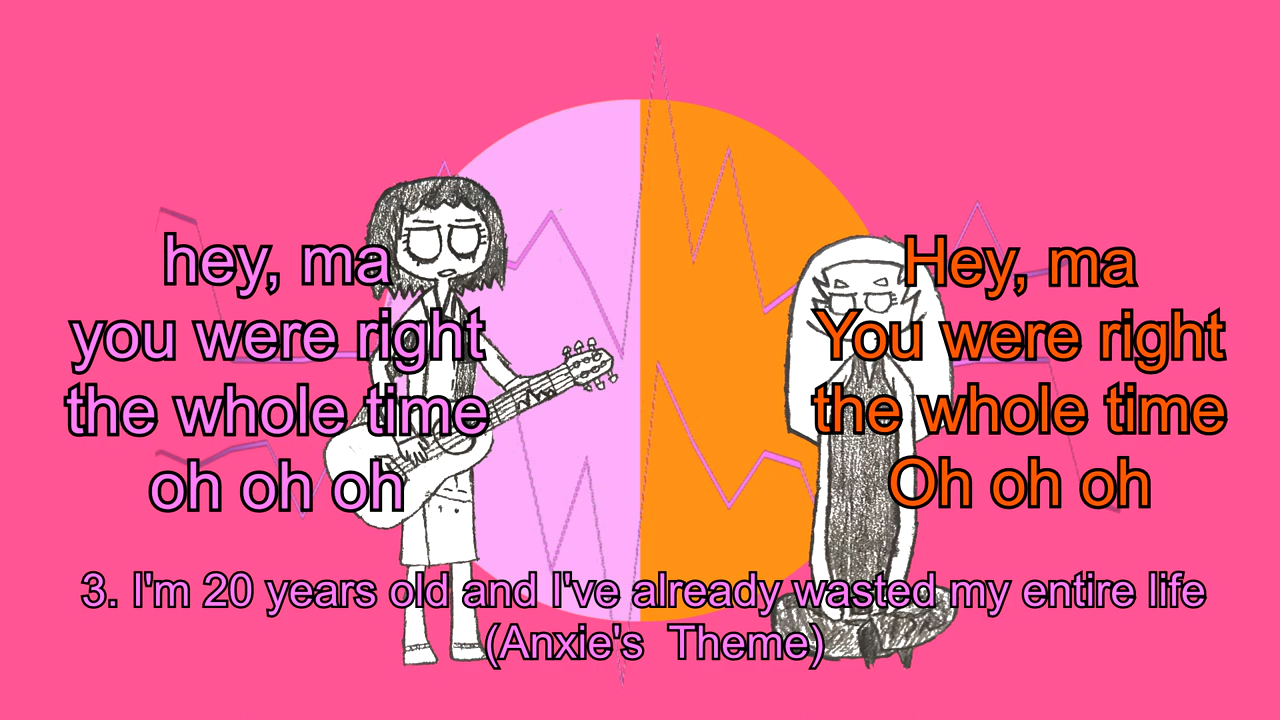 hey, ma
you were right
the whole time
oh oh oh
Hey, ma
You were right
the whole time
Oh oh oh
3. I'm 20 years old and I've already wasted my entire life
(Anxie's  Theme)